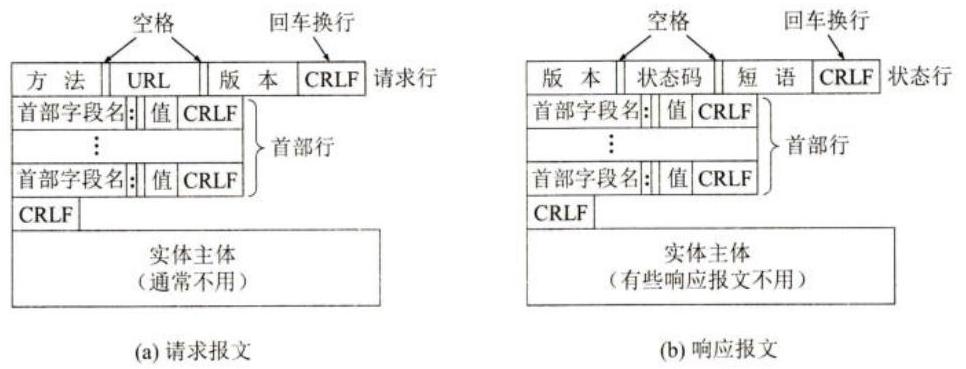 空格 回车换行
方 法 URL 版 本 CRLF 请求行
首部字段名: 值 CRLF
⋮
首部行
首部字段名: 值 CRLF
CRLF
实体主体
(通常不用)
(a) 请求报文
空格 回车换行
版 本 状态码 短 语 CRLF 状态行
首部字段名: 值 CRLF
⋮
首部行
首部字段名: 值 CRLF
CRLF
实体主体
(有些响应报文不用)
(b) 响应报文